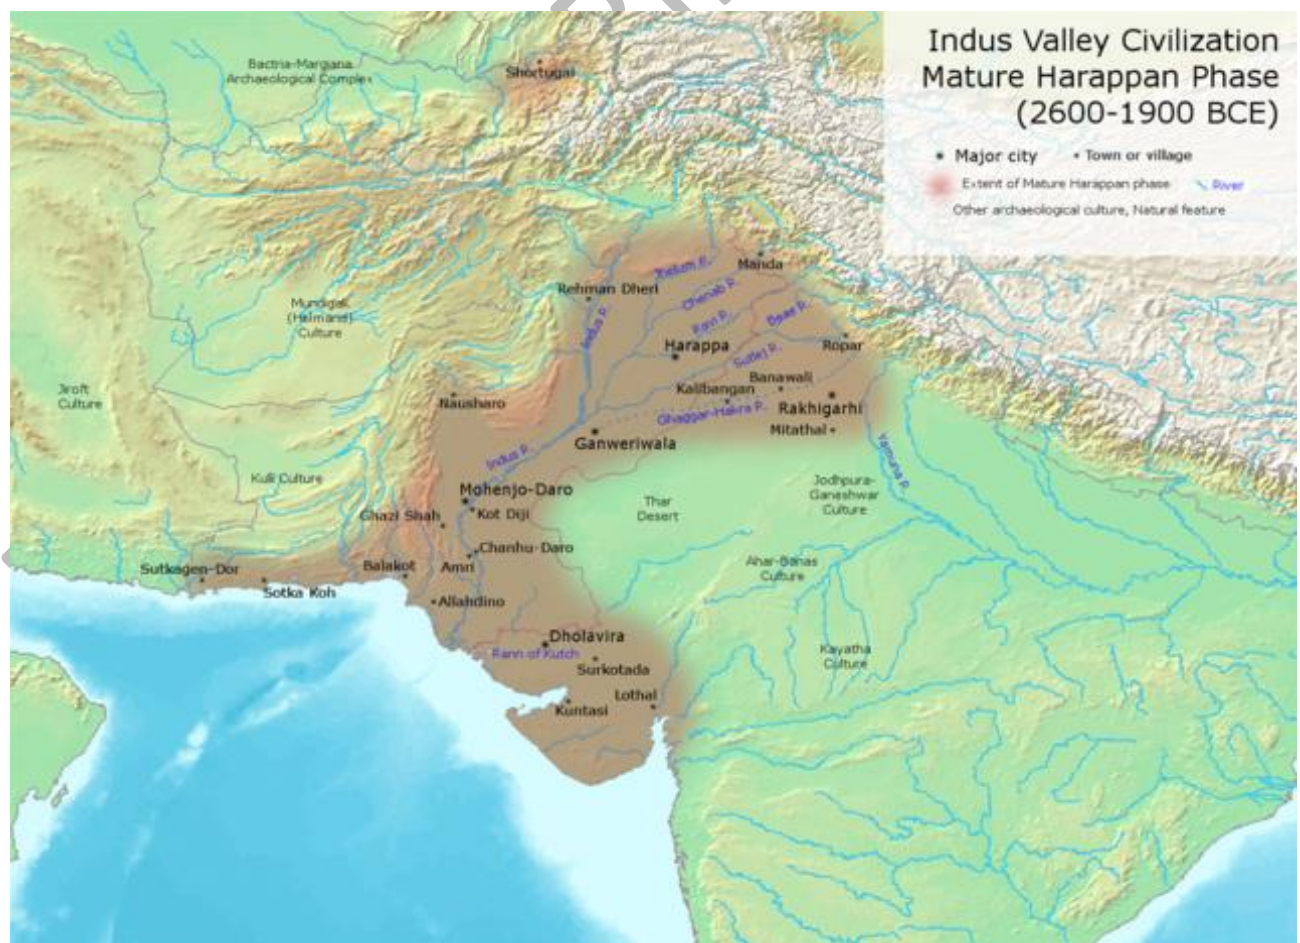 Indus Valley Civilization
Mature Harappan Phase
(2600-1900 BCE)
Major city
Town or village
Extent of Mature Harappan phase
River
Other archaeological culture, Natural feature
Bactria-Margiana
Archaeological Complex
Shortugai
Manda
Jhelum R.
Rehman Dheri
Chenab R.
Mundigak
(Helmand)
Culture
Indus R.
Ravi R.
Beas R.
Harappa
Sutlej R.
Ropar
Jiroft
Culture
Nausharo
Kalibangan
Banawali
Ghaggar-Hakra R.
Rakhigarhi
Ganweriwala
Mitathal
Indus R.
Yamuna R.
Kulli Culture
Mohenjo-Daro
Jodhpura-
Ganeshwar
Culture
Ghazi Shah
Kot Diji
Thar
Desert
Chanhu-Daro
Sutkagen-Dor
Balakot
Amri
Ahar-Banas
Culture
Sotka Koh
Allahdino
Dholavira
Rann of Kutch
Surkotada
Kayatha
Culture
Lothal
Kuntasi